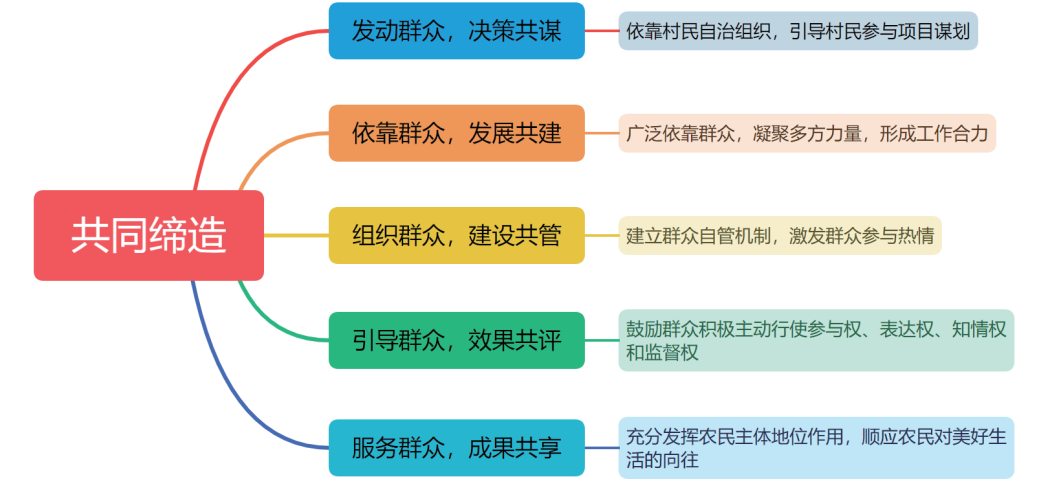 共同缔造
发动群众，决策共谋
依靠村民自治组织，引导村民参与项目谋划
依靠群众，发展共建
广泛依靠群众，凝聚多方力量，形成工作合力
组织群众，建设共管
建立群众自管机制，激发群众参与热情
引导群众，效果共评
鼓励群众积极主动行使参与权、表达权、知情权
和监督权
服务群众，成果共享
充分发挥农民主体地位作用，顺应农民对美好生
活的向往